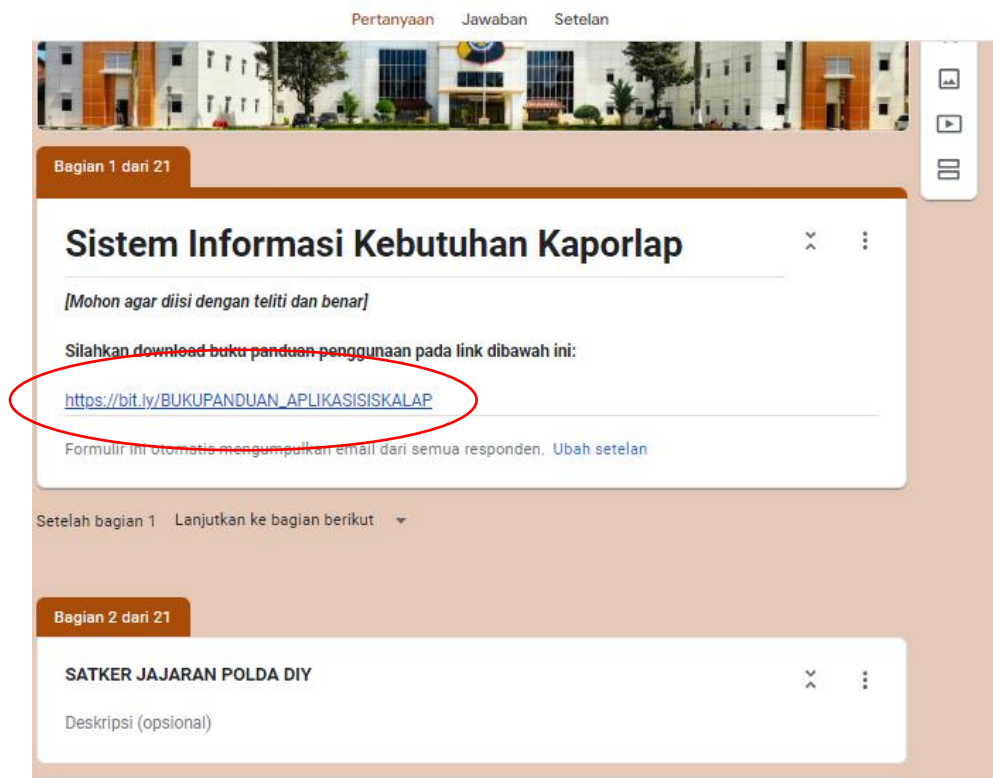 Pertanyaan Jawaban Setelan
Bagian 1 dari 21
Sistem Informasi Kebutuhan Kaporlap
[Mohon agar diisi dengan teliti dan benar]
Silahkan download buku panduan penggunaan pada link dibawah ini:
https://bit.ly/BUKUPANDUAN_APLIKASISISKALAP
Formulir ini otomatis mengumpulkan email dari semua responden. Ubah setelan
Setelah bagian 1 Lanjutkan ke bagian berikut
Bagian 2 dari 21
SATKER JAJARAN POLDA DIY
Deskripsi (opsional)